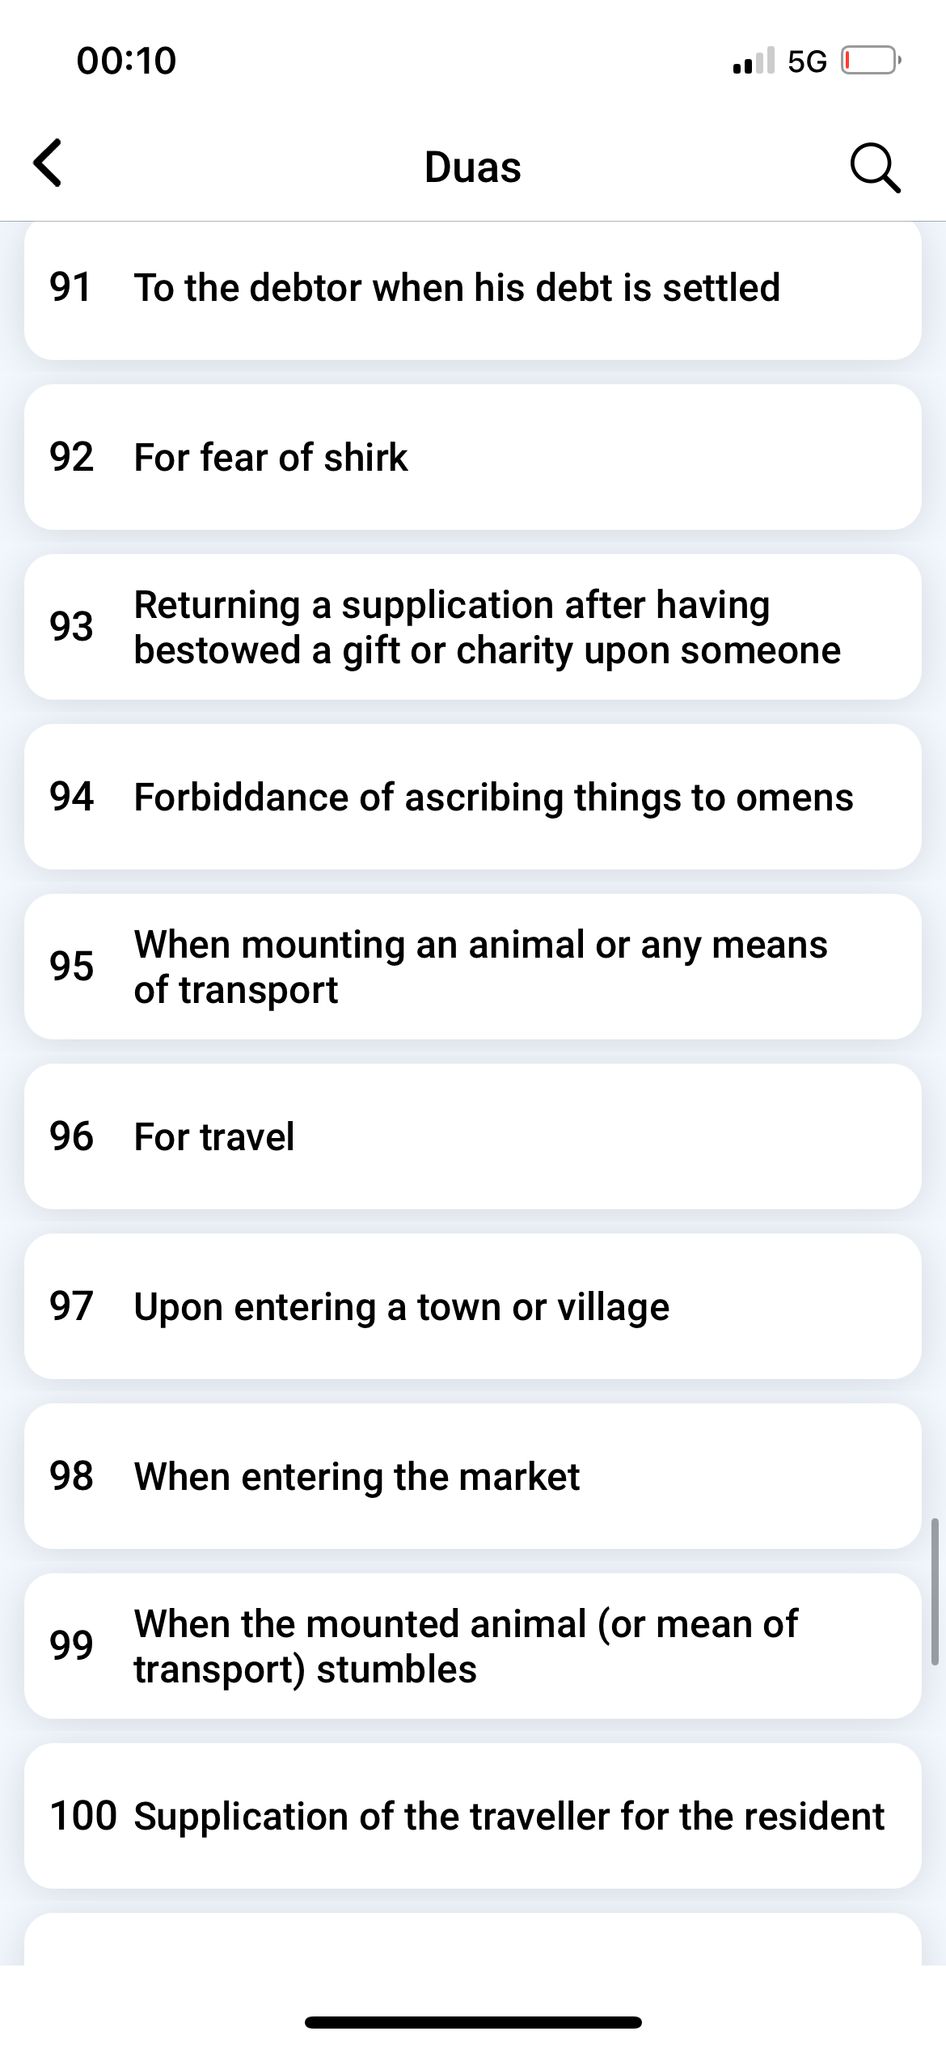 00:10
5G
Duas
91 To the debtor when his debt is settled
92 For fear of shirk
93 Returning a supplication after having
bestowed a gift or charity upon someone
94 Forbiddance of ascribing things to omens
95 When mounting an animal or any means
of transport
96 For travel
97 Upon entering a town or village
98 When entering the market
99 When the mounted animal (or mean of
transport) stumbles
100 Supplication of the traveller for the resident